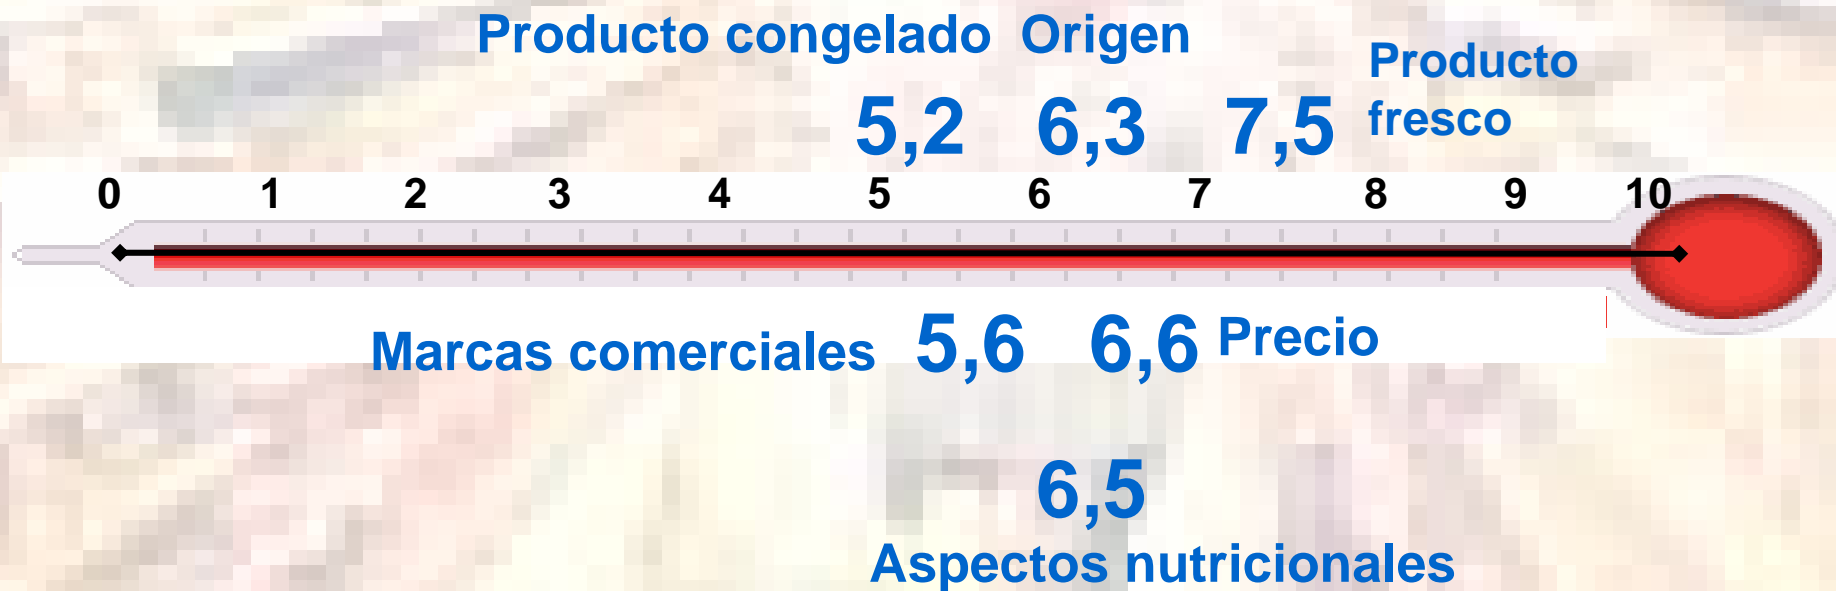 Producto congelado Origen
Producto
fresco
5,2 6,3 7,5
0 1 2 3 4 5 6 7 8 9 10
Marcas comerciales 5,6 6,6 Precio
6,5
Aspectos nutricionales